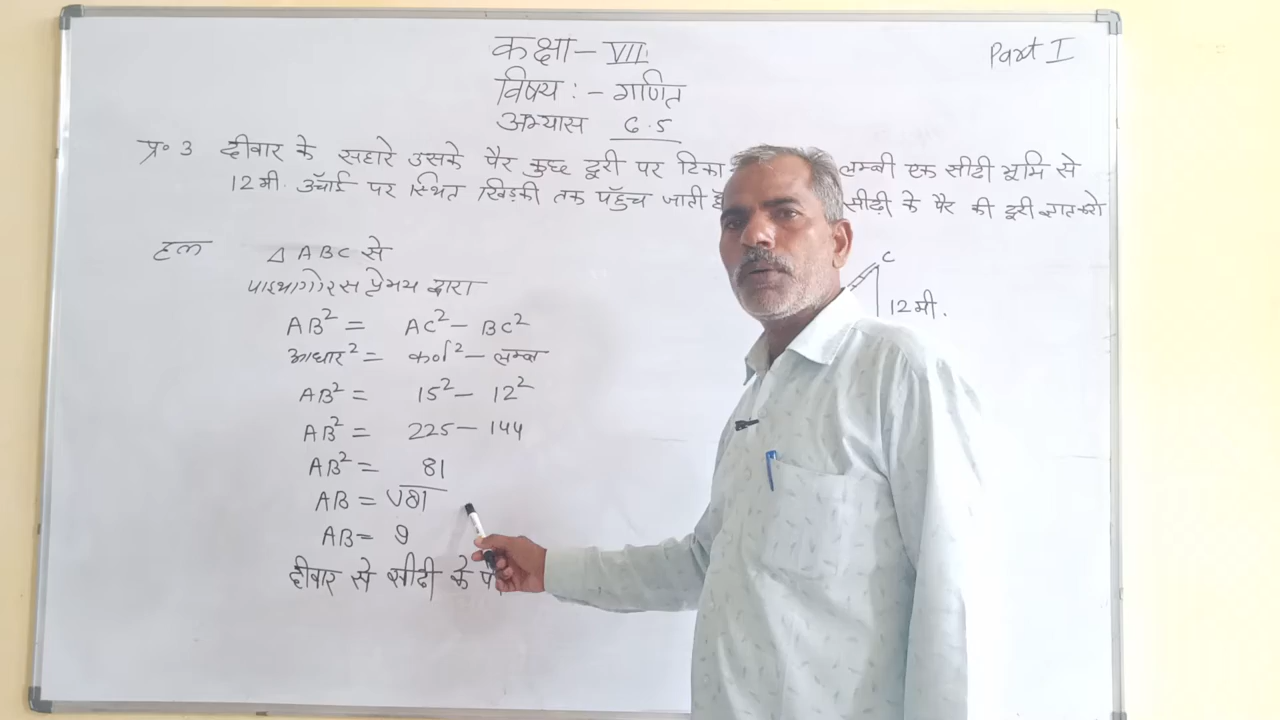 कक्षा - VII
Part I
विषय :- गणित
अभ्यास 6.5
प्र० 3 दीवार के सहारे उसके पैर कुछ दूरी पर टिका लम्बी एक सीढी भूमि से
12 मी. ऊँचाई पर स्थित खिड़की तक पहुँच जाती है सीढ़ी के पैर की दूरी ज्ञात करो
हल
Δ ABC से
पाइथागोरस प्रेमय द्वारा
AB² = AC² - BC²
आधार² = कर्ण² - लम्ब
AB² = 15² - 12²
AB² = 225 - 144
AB² = 81
AB = √81
AB = 9
दीवार से सीढी के
C
12 मी.